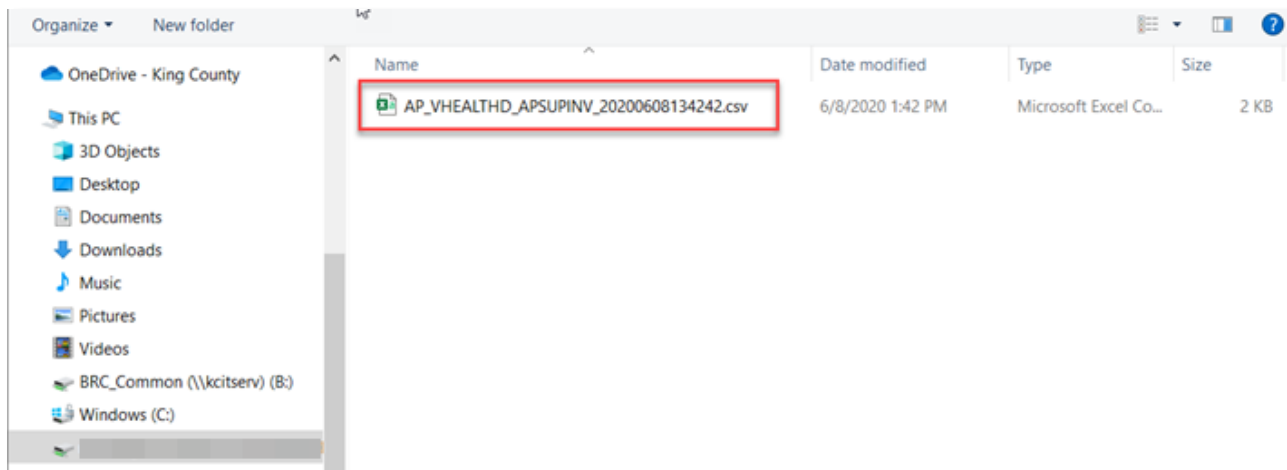 Organize New folder ?
Name Date modified Type Size
OneDrive - King County
AP_VHEALTHD_APSUPINV_20200608134242.csv 6/8/2020 1:42 PM Microsoft Excel Co... 2 KB
This PC
3D Objects
Desktop
Documents
Downloads
Music
Pictures
Videos
BRC_Common (\\kcitserv) (B:)
Windows (C:)